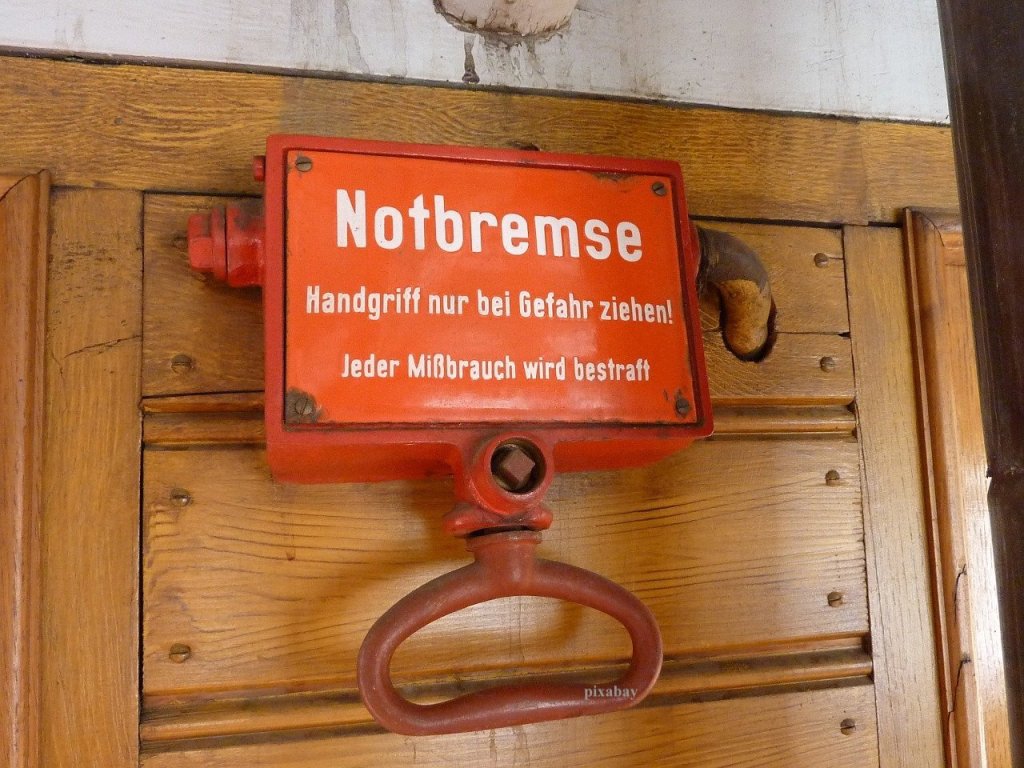 Notbremse
Handgriff nur bei Gefahr ziehen!
Jeder Mißbrauch wird bestraft
pixabay